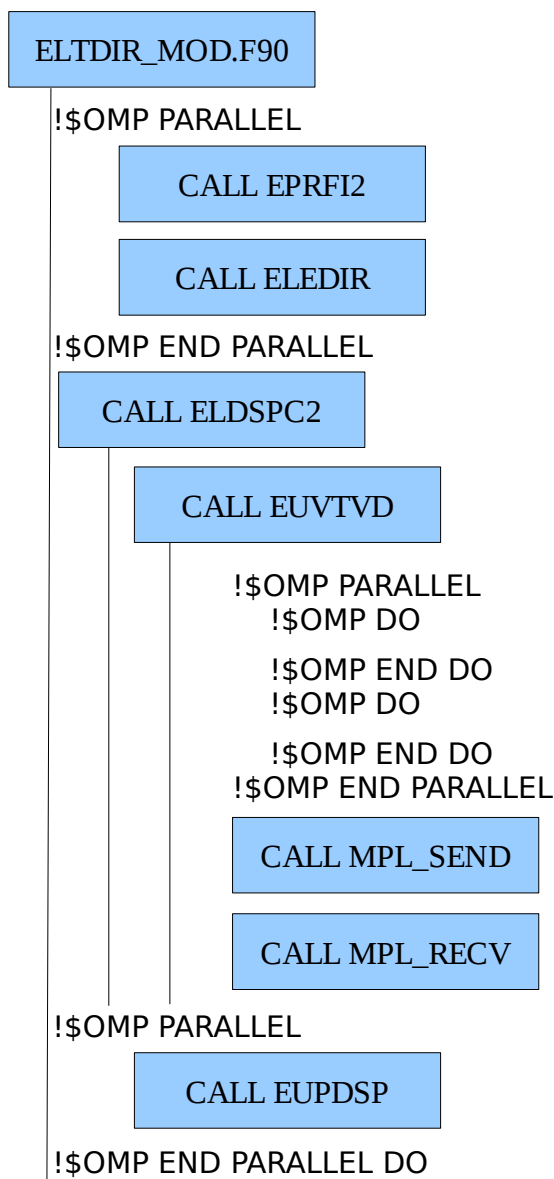 ELTDIR_MOD.F90
!$OMP PARALLEL
CALL EPRFI2
CALL ELEDIR
!$OMP END PARALLEL
CALL ELDSPC2
CALL EUVTVD
!$OMP PARALLEL
!$OMP DO
!$OMP END DO
!$OMP DO
!$OMP END DO
!$OMP END PARALLEL
CALL MPL_SEND
CALL MPL_RECV
!$OMP PARALLEL
CALL EUPDSP
!$OMP END PARALLEL DO